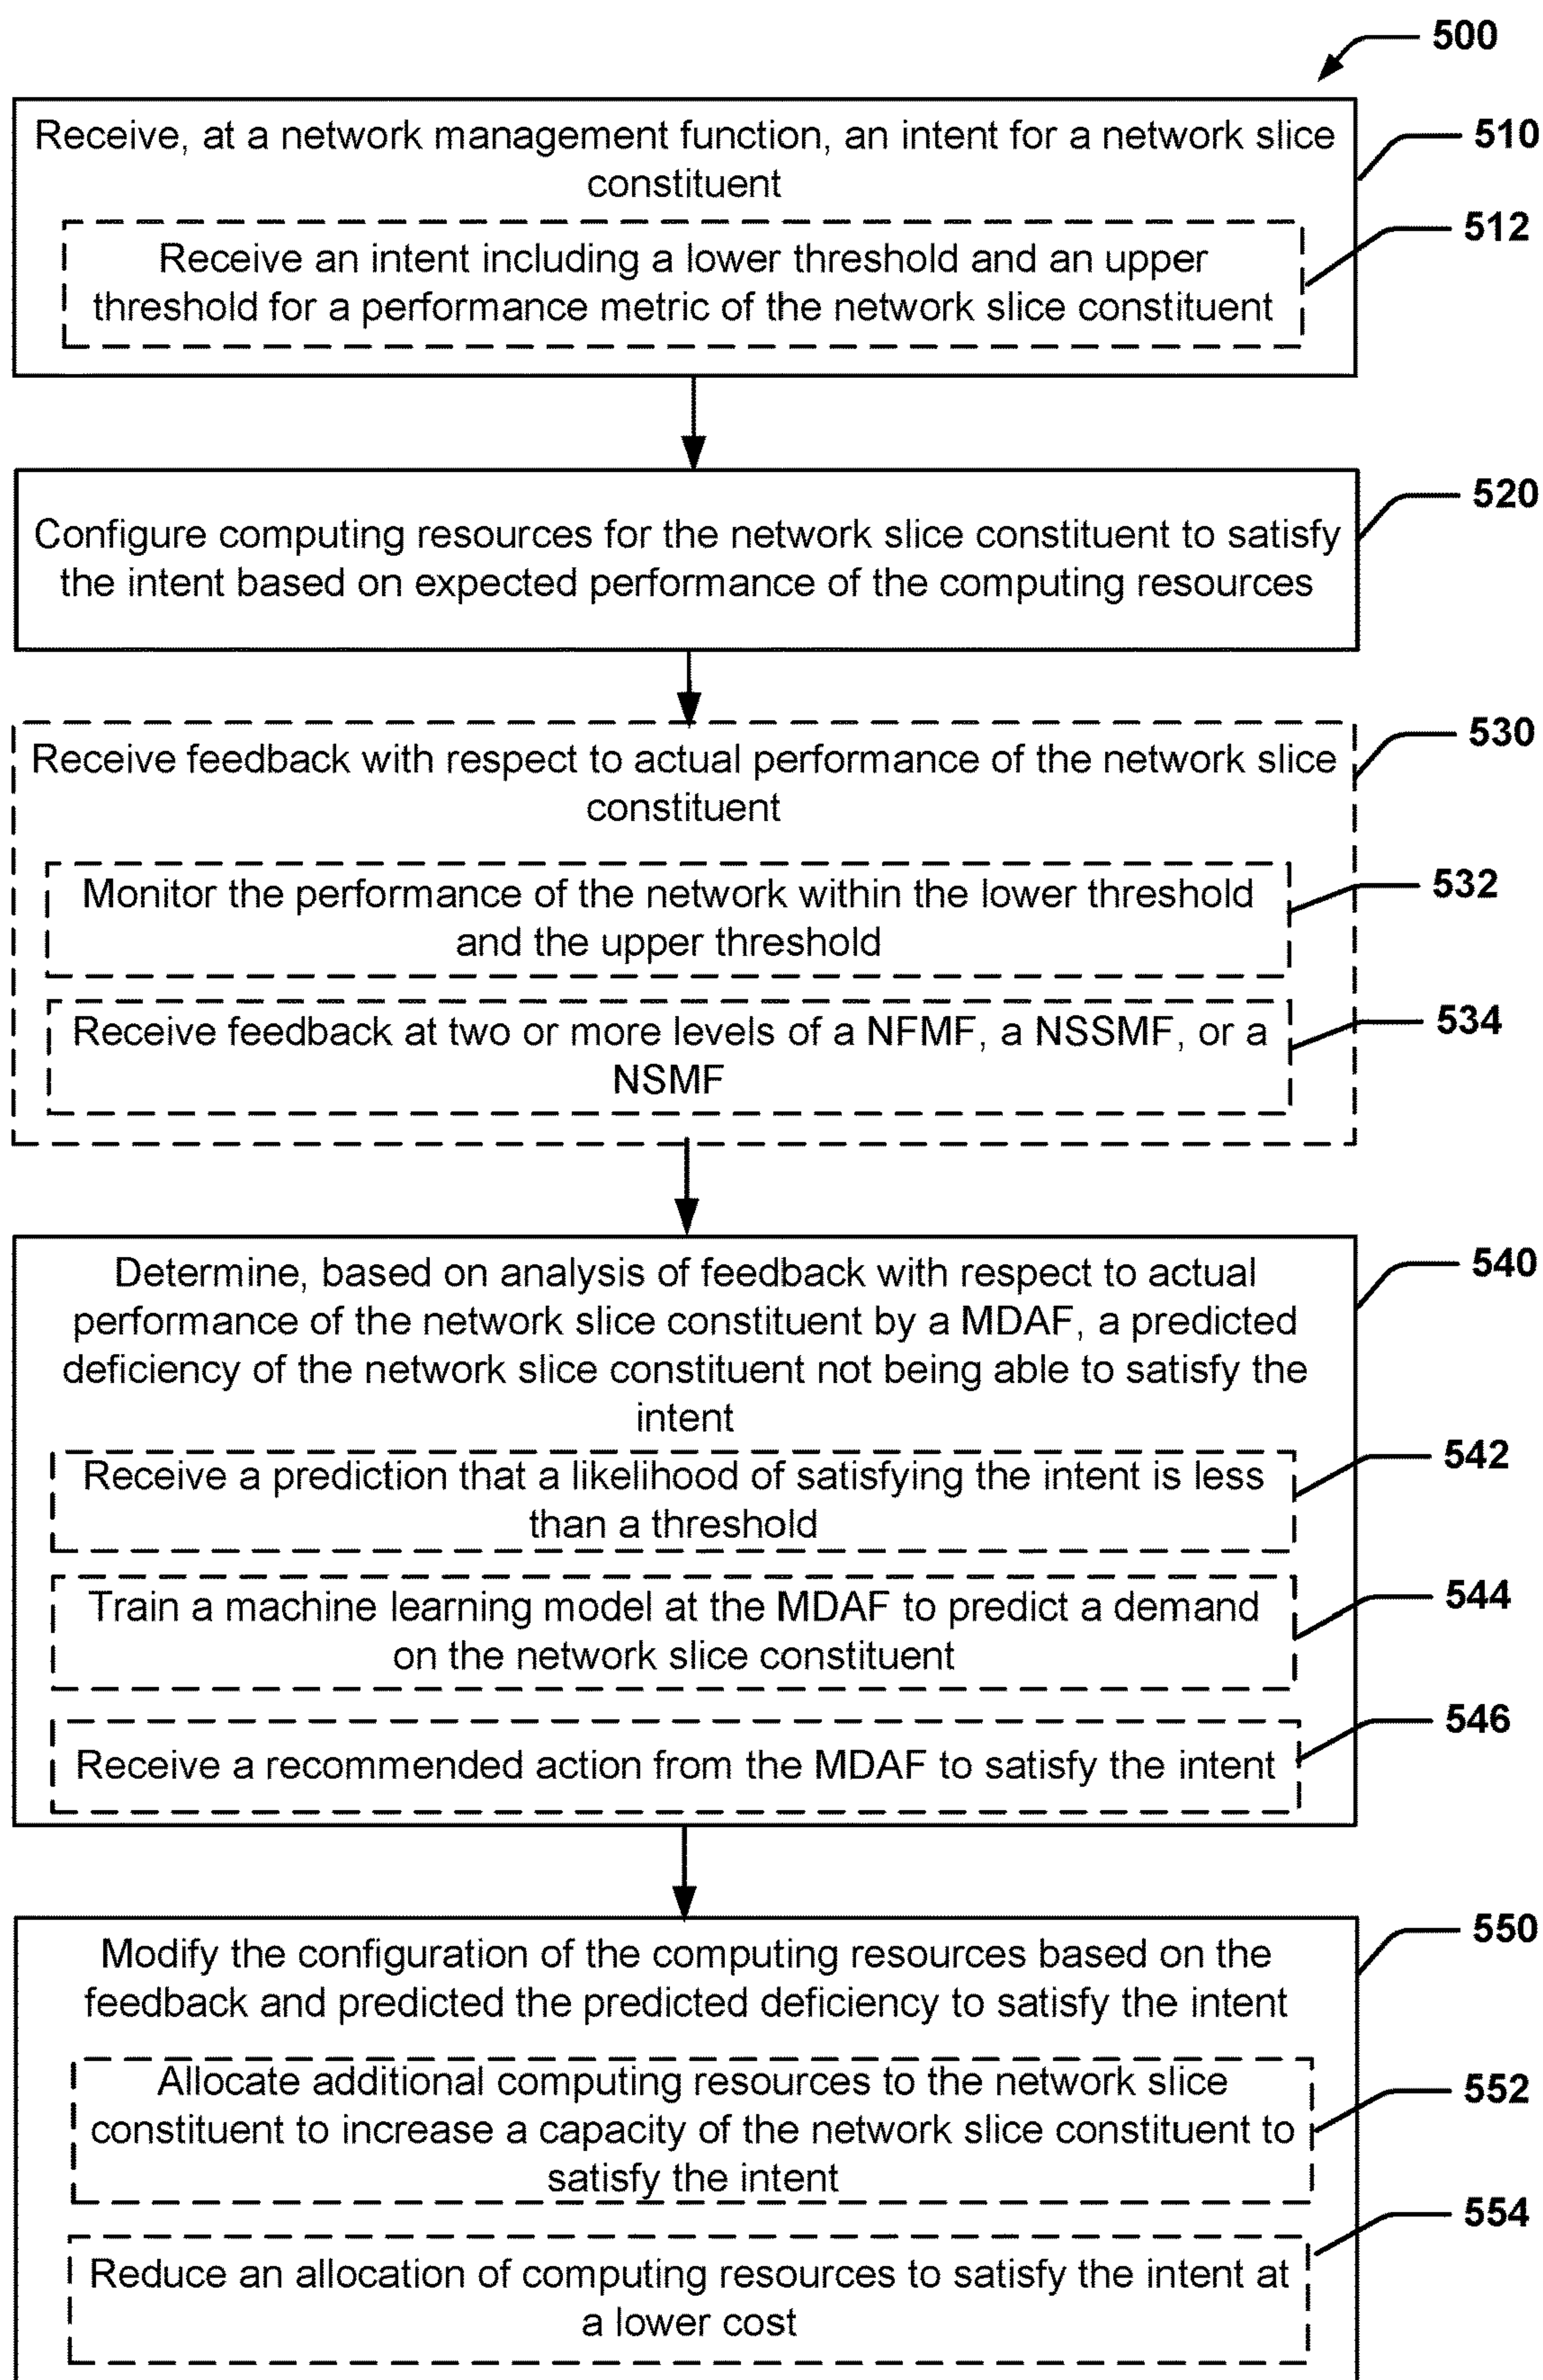 500
Receive, at a network management function, an intent for a network slice
constituent
510
Receive an intent including a lower threshold and an upper
threshold for a performance metric of the network slice constituent
512
Configure computing resources for the network slice constituent to satisfy
the intent based on expected performance of the computing resources
520
Receive feedback with respect to actual performance of the network slice
constituent
530
Monitor the performance of the network within the lower threshold
and the upper threshold
532
Receive feedback at two or more levels of a NFMF, a NSSMF, or a
NSMF
534
Determine, based on analysis of feedback with respect to actual
performance of the network slice constituent by a MDAF, a predicted
deficiency of the network slice constituent not being able to satisfy the
intent
540
Receive a prediction that a likelihood of satisfying the intent is less
than a threshold
542
Train a machine learning model at the MDAF to predict a demand
on the network slice constituent
544
Receive a recommended action from the MDAF to satisfy the intent
546
Modify the configuration of the computing resources based on the
feedback and predicted the predicted deficiency to satisfy the intent
550
Allocate additional computing resources to the network slice
constituent to increase a capacity of the network slice constituent to
satisfy the intent
552
Reduce an allocation of computing resources to satisfy the intent at
a lower cost
554